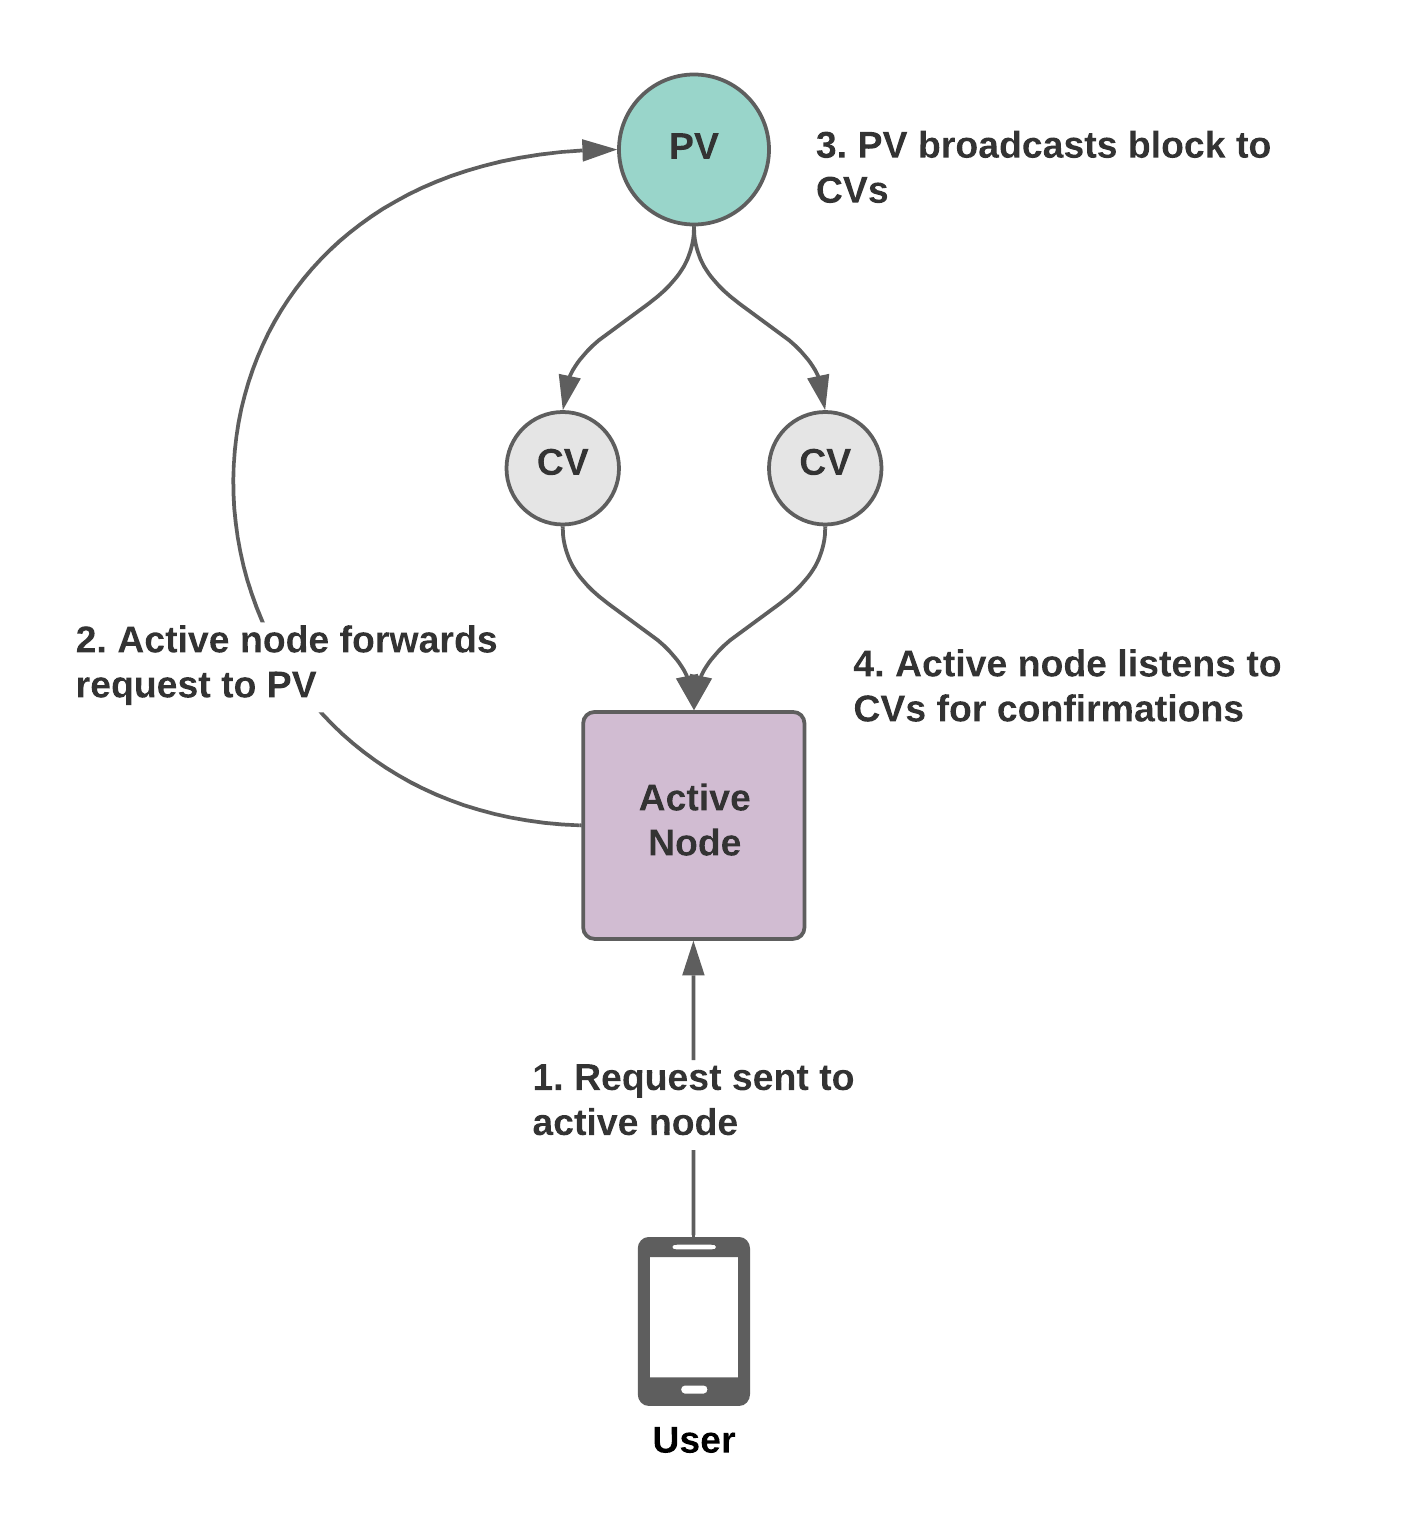 PV
3. PV broadcasts block to
CVs
CV
CV
2. Active node forwards
request to PV
4. Active node listens to
CVs for confirmations
Active
Node
1. Request sent to
active node
User